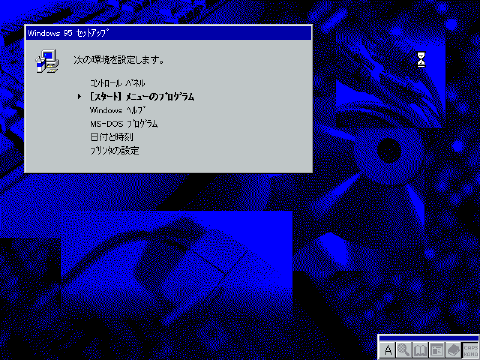 Windows 95 ｾｯﾄｱｯﾌﾟ
次の環境を設定します。
ｺﾝﾄﾛｰﾙ ﾊﾟﾈﾙ
[ｽﾀｰﾄ] ﾒﾆｭｰのﾌﾟﾛｸﾞﾗﾑ
Windows ﾍﾙﾌﾟ
MS-DOS ﾌﾟﾛｸﾞﾗﾑ
日付と時刻
ﾌﾟﾘﾝﾀの設定
A
CAPS
KANA